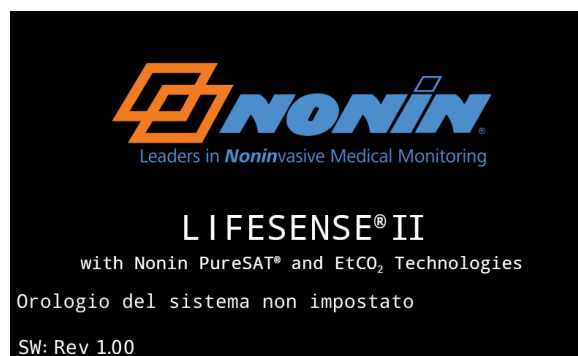 NONIN®
Leaders in Noninvasive Medical Monitoring
LIFESENSE® II
with Nonin PureSAT® and EtCO₂ Technologies
Orologio del sistema non impostato
SW: Rev 1.00